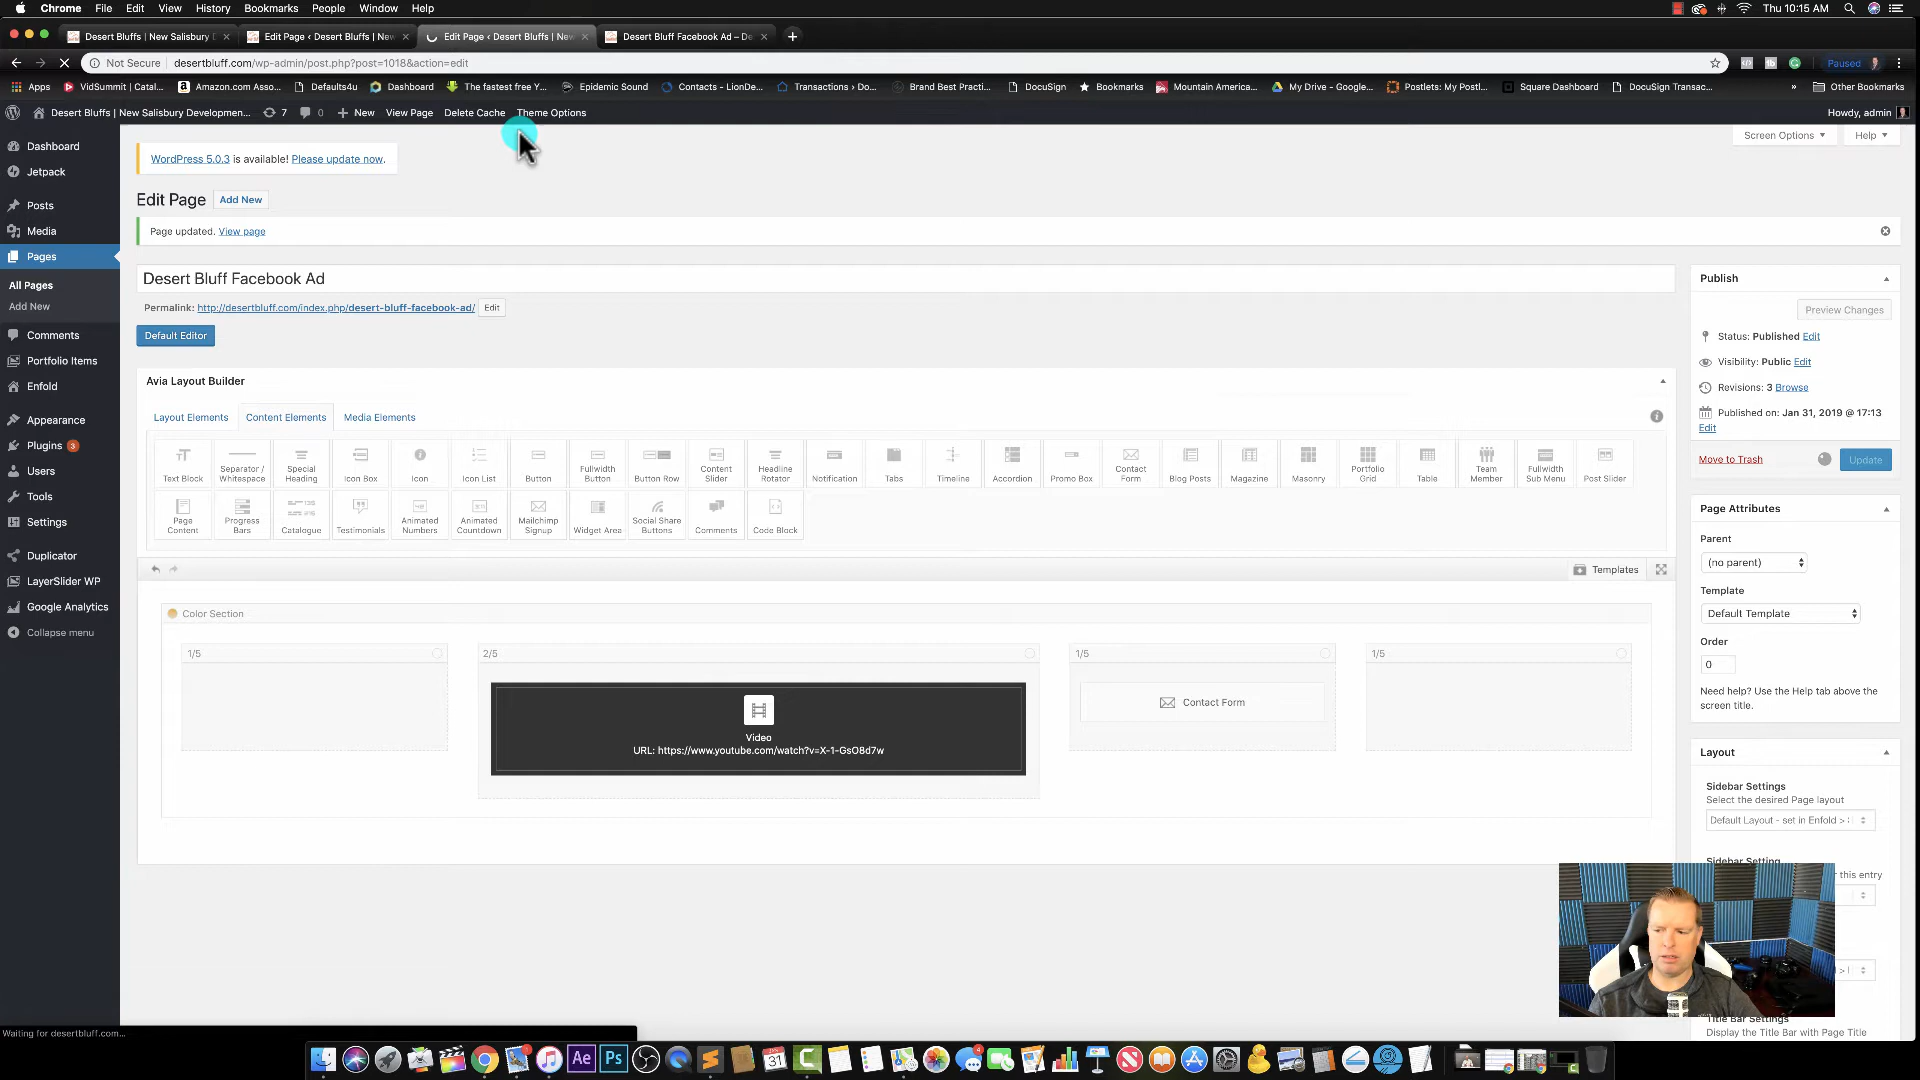 Chrome File Edit View History Bookmarks People Window Help Thu 10:15 AM
Desert Bluffs | New Salisbury D Edit Page ‹ Desert Bluffs | New Edit Page ‹ Desert Bluffs | New Desert Bluff Facebook Ad – De
Not Secure desertbluff.com/wp-admin/post.php?post=1018&action=edit Paused
Apps VidSummit | Catal... Amazon.com Asso... Defaults4u Dashboard The fastest free Y... Epidemic Sound Contacts - LionDe... Transactions › Do... Brand Best Practi... DocuSign Bookmarks Mountain America... My Drive - Google... Postlets: My Postl... Square Dashboard DocuSign Transac... » Other Bookmarks
Desert Bluffs | New Salisbury Developmen... 7 0 New View Page Delete Cache Theme Options Howdy, admin
Screen Options Help
Dashboard
Jetpack
Posts
Media
Pages
All Pages
Add New
Comments
Portfolio Items
Enfold
Appearance
Plugins 3
Users
Tools
Settings
Duplicator
LayerSlider WP
Google Analytics
Collapse menu
WordPress 5.0.3 is available! Please update now.
Edit Page Add New
Page updated. View page
Desert Bluff Facebook Ad
Permalink: http://desertbluff.com/index.php/desert-bluff-facebook-ad/ Edit
Default Editor
Avia Layout Builder
Layout Elements Content Elements Media Elements
Text Block Separator / Whitespace Special Heading Icon Box Icon Icon List Button Fullwidth Button Button Row Content Slider Headline Rotator Notification Tabs Timeline Accordion Promo Box Contact Form Blog Posts Magazine Masonry Portfolio Grid Table Team Member Fullwidth Sub Menu Post Slider
Page Content Progress Bars Catalogue Testimonials Animated Numbers Animated Countdown Mailchimp Signup Widget Area Social Share Buttons Comments Code Block
Templates
Color Section
1/5 2/5 1/5 1/5
Contact Form
Video
URL: https://www.youtube.com/watch?v=X-1-GsO8d7w
Publish
Preview Changes
Status: Published Edit
Visibility: Public Edit
Revisions: 3 Browse
Published on: Jan 31, 2019 @ 17:13
Edit
Move to Trash Update
Page Attributes
Parent
(no parent)
Template
Default Template
Order
0
Need help? Use the Help tab above the
screen title.
Layout
Sidebar Settings
Select the desired Page layout
Default Layout - set in Enfold >
Sidebar Setting
r this entry
Title Bar Settings
Display the Title Bar with Page Title
Waiting for desertbluff.com...
Ae Ps